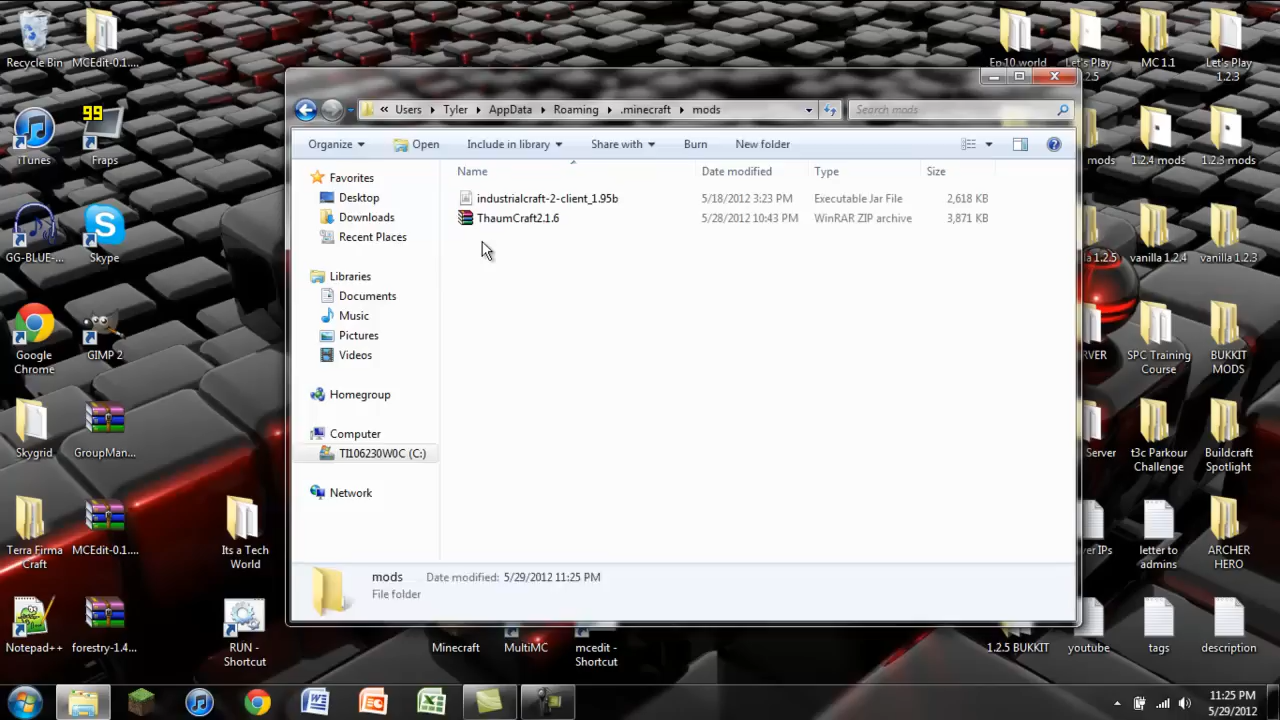 Recycle Bin
MCEdit-0.1....
Ep 10 world
Let's Play
1.2.5
MC 1.1
Let's Play
1.2.3
99
iTunes
Fraps
mods
1.2.4 mods
1.2.3 mods
GG-BLUE-...
Skype
vanilla 1.2.4
vanilla 1.2.3
Google
Chrome
GIMP 2
SPC Training
Course
BUKKIT
MODS
Skygrid
GroupMan...
Server
t3c Parkour
Challenge
Buildcraft
Spotlight
Terra Firma
Craft
MCEdit-0.1....
Its a Tech
World
letter to
admins
ARCHER
HERO
Notepad++
forestry-1.4...
RUN -
Shortcut
Minecraft
MultiMC
mcedit -
Shortcut
1.2.5 BUKKIT
youtube
tags
description
« Users Tyler AppData Roaming .minecraft mods
Search mods
Organize Open Include in library Share with Burn New folder
Name Date modified Type Size
industrialcraft-2-client_1.95b 5/18/2012 3:23 PM Executable Jar File 2,618 KB
ThaumCraft2.1.6 5/28/2012 10:43 PM WinRAR ZIP archive 3,871 KB
Favorites
Desktop
Downloads
Recent Places
Libraries
Documents
Music
Pictures
Videos
Homegroup
Computer
TI106230W0C (C:)
Network
mods Date modified: 5/29/2012 11:25 PM
File folder
11:25 PM
5/29/2012